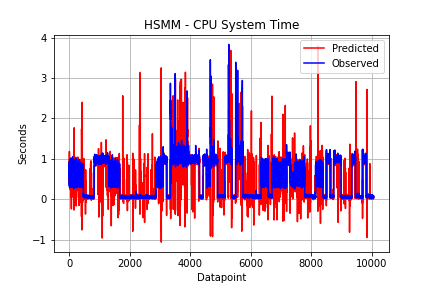 HSMM - CPU System Time
Predicted
Observed
Seconds
4
3
2
1
0
−1
0 2000 4000 6000 8000 10000
Datapoint